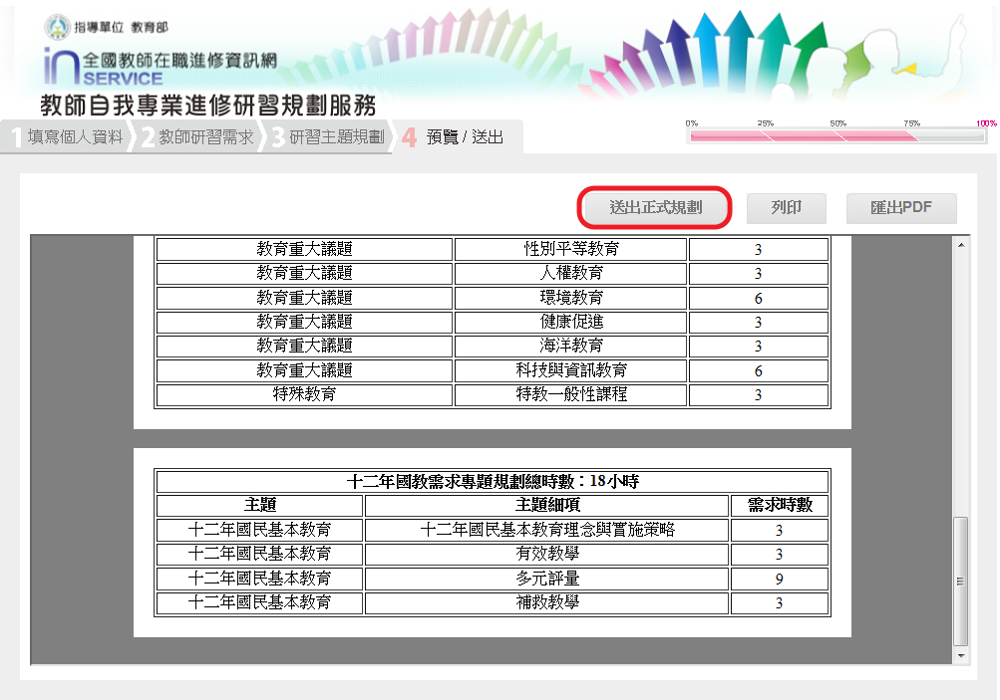 指導單位 教育部
in 全國教師在職進修資訊網
SERVICE
教師自我專業進修研習規劃服務
1 填寫個人資料 2 教師研習需求 3 研習主題規劃 4 預覽 / 送出
0% 25% 50% 75% 100%
送出正式規劃 列印 匯出PDF
教育重大議題 性別平等教育 3
教育重大議題 人權教育 3
教育重大議題 環境教育 6
教育重大議題 健康促進 3
教育重大議題 海洋教育 3
教育重大議題 科技與資訊教育 6
特殊教育 特教一般性課程 3
十二年國教需求專題規劃總時數：18小時
主題 主題細項 需求時數
十二年國民基本教育 十二年國民基本教育理念與實施策略 3
十二年國民基本教育 有效教學 3
十二年國民基本教育 多元評量 9
十二年國民基本教育 補救教學 3